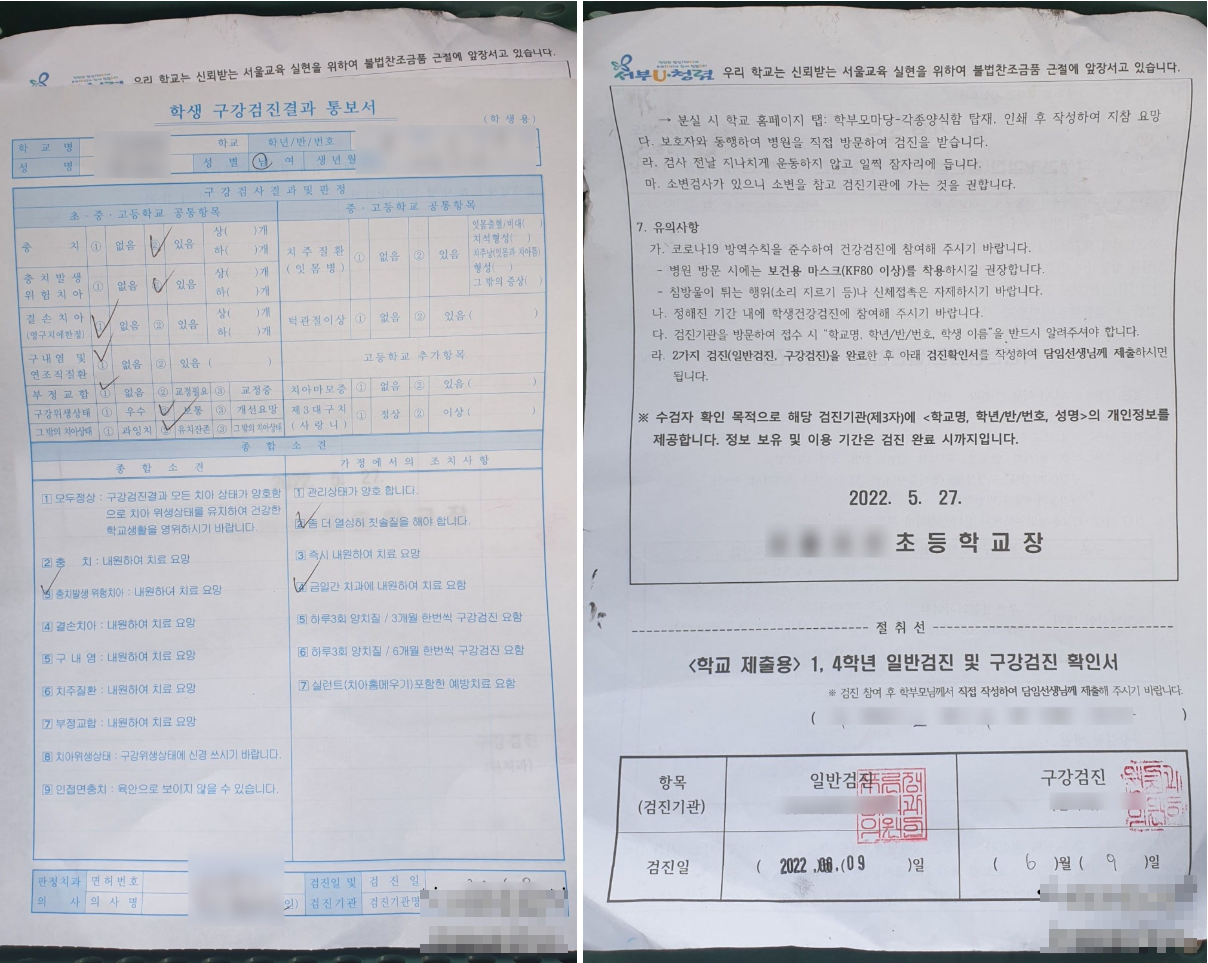 우리 학교는 신뢰받는 서울교육 실현을 위하여 불법찬조금품 근절에 앞장서고 있습니다.
학생 구강검진결과 통보서
(학생용)
학 교 명 학교 학년/반/번호
성 명 성 별 남 여 생년월
구강검사결과및판정
초·중·고등학교 공통항목 중·고등학교 공통항목
충 치 ① 없음 ② 있음 상( )개 하( )개
치주질환 (잇몸병) ① 없음 ② 있음 잇몸출혈/비대( ) 치석형성( ) 치주낭(잇몸과 치아틈) 형성( ) 그 밖의 증상( )
충치발생 위험치아 ① 없음 ② 있음 상( )개 하( )개
결손치아 (영구치에한정) ① 없음 ② 있음 상( )개 하( )개
턱관절이상 ① 없음 ② 있음( )
구내염 및 연조직질환 ① 없음 ② 있음 ( )
고등학교 추가항목
부정교합 ① 없음 ② 교정필요 ③ 교정중 치아마모증 ① 없음 ② 있음( )
구강위생상태 ① 우수 보통 ③ 개선요망 제3대구치 (사랑니) ① 정상 ② 이상( )
그 밖의 치아상태 ① 과잉치 ② 유치잔존 ③ 그 밖의 치아상태
종 합 소 견
종 합 소 견 가정에서의 조치사항
1 모두정상 : 구강검진결과 모든 치아 상태가 양호함
으로 치아 위생상태를 유지하여 건강한
학교생활을 영위하시기 바랍니다.
2 충 치 : 내원하여 치료 요망
3 충치발생 위험치아 : 내원하여 치료 요망
4 결손치아 : 내원하여 치료 요망
5 구 내 염 : 내원하여 치료 요망
6 치주질환 : 내원하여 치료 요망
7 부정교합 : 내원하여 치료 요망
8 치아위생상태 : 구강위생상태에 신경 쓰시기 바랍니다.
9 인접면충치 : 육안으로 보이지 않을 수 있습니다.
1 관리상태가 양호 합니다.
2 좀 더 열심히 칫솔질을 해야 합니다.
3 즉시 내원하여 치료 요망
4 금일간 치과에 내원하여 치료 요함
5 하루3회 양치질 / 3개월 한번씩 구강검진 요함
6 하루3회 양치질 / 6개월 한번씩 구강검진 요함
7 실런트(치아홈메우기)포함한 예방치료 요함
판정치과 의 사 면허번호 검진일 및 검진기관 검 진 일
의 사 명 검진기관명
서부U·청렴 우리 학교는 신뢰받는 서울교육 실현을 위하여 불법찬조금품 근절에 앞장서고 있습니다.
→ 분실 시 학교 홈페이지 탭: 학부모마당-각종양식함 탑재, 인쇄 후 작성하여 지참 요망
다. 보호자와 동행하여 병원을 직접 방문하여 검진을 받습니다.
라. 검사 전날 지나치게 운동하지 않고 일찍 잠자리에 듭니다.
마. 소변검사가 있으니 소변을 참고 검진기관에 가는 것을 권합니다.
7. 유의사항
가. 코로나19 방역수칙을 준수하여 건강검진에 참여해 주시기 바랍니다.
- 병원 방문 시에는 보건용 마스크(KF80 이상)를 착용하시길 권장합니다.
- 침방울이 튀는 행위(소리 지르기 등)나 신체접촉은 자제하시기 바랍니다.
나. 정해진 기간 내에 학생건강검진에 참여해 주시기 바랍니다.
다. 검진기관을 방문하여 접수 시 "학교명, 학년/반/번호, 학생 이름"을 반드시 알려주셔야 합니다.
라. 2가지 검진(일반검진, 구강검진)을 완료한 후 아래 검진확인서를 작성하여 담임선생님께 제출하시면
됩니다.
※ 수검자 확인 목적으로 해당 검진기관(제3자)에 <학교명, 학년/반/번호, 성명>의 개인정보를
제공합니다. 정보 보유 및 이용 기간은 검진 완료 시까지입니다.
2022. 5. 27.
초등학교장
절취선
<학교 제출용> 1, 4학년 일반검진 및 구강검진 확인서
※ 검진 참여 후 학부모님께서 직접 작성하여 담임선생님께 제출해 주시기 바랍니다.
( )
항목 (검진기관) 일반검진 구강검진
검진일 ( 2022 .06.(09 )일 ( 6 )월 ( 9 )일